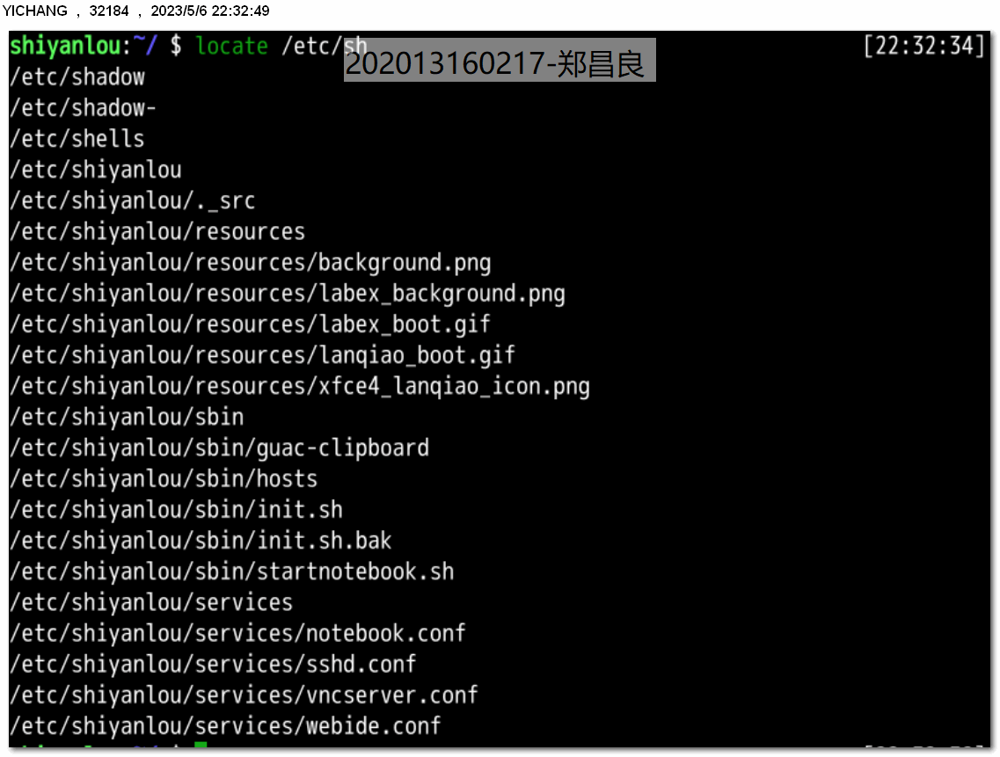 YICHANG , 32184 , 2023/5/6 22:32:49
shiyanlou:~/ $ locate /etc/sh [22:32:34]
202013160217-郑昌良
/etc/shadow
/etc/shadow-
/etc/shells
/etc/shiyanlou
/etc/shiyanlou/._src
/etc/shiyanlou/resources
/etc/shiyanlou/resources/background.png
/etc/shiyanlou/resources/labex_background.png
/etc/shiyanlou/resources/labex_boot.gif
/etc/shiyanlou/resources/lanqiao_boot.gif
/etc/shiyanlou/resources/xfce4_lanqiao_icon.png
/etc/shiyanlou/sbin
/etc/shiyanlou/sbin/guac-clipboard
/etc/shiyanlou/sbin/hosts
/etc/shiyanlou/sbin/init.sh
/etc/shiyanlou/sbin/init.sh.bak
/etc/shiyanlou/sbin/startnotebook.sh
/etc/shiyanlou/services
/etc/shiyanlou/services/notebook.conf
/etc/shiyanlou/services/sshd.conf
/etc/shiyanlou/services/vncserver.conf
/etc/shiyanlou/services/webide.conf